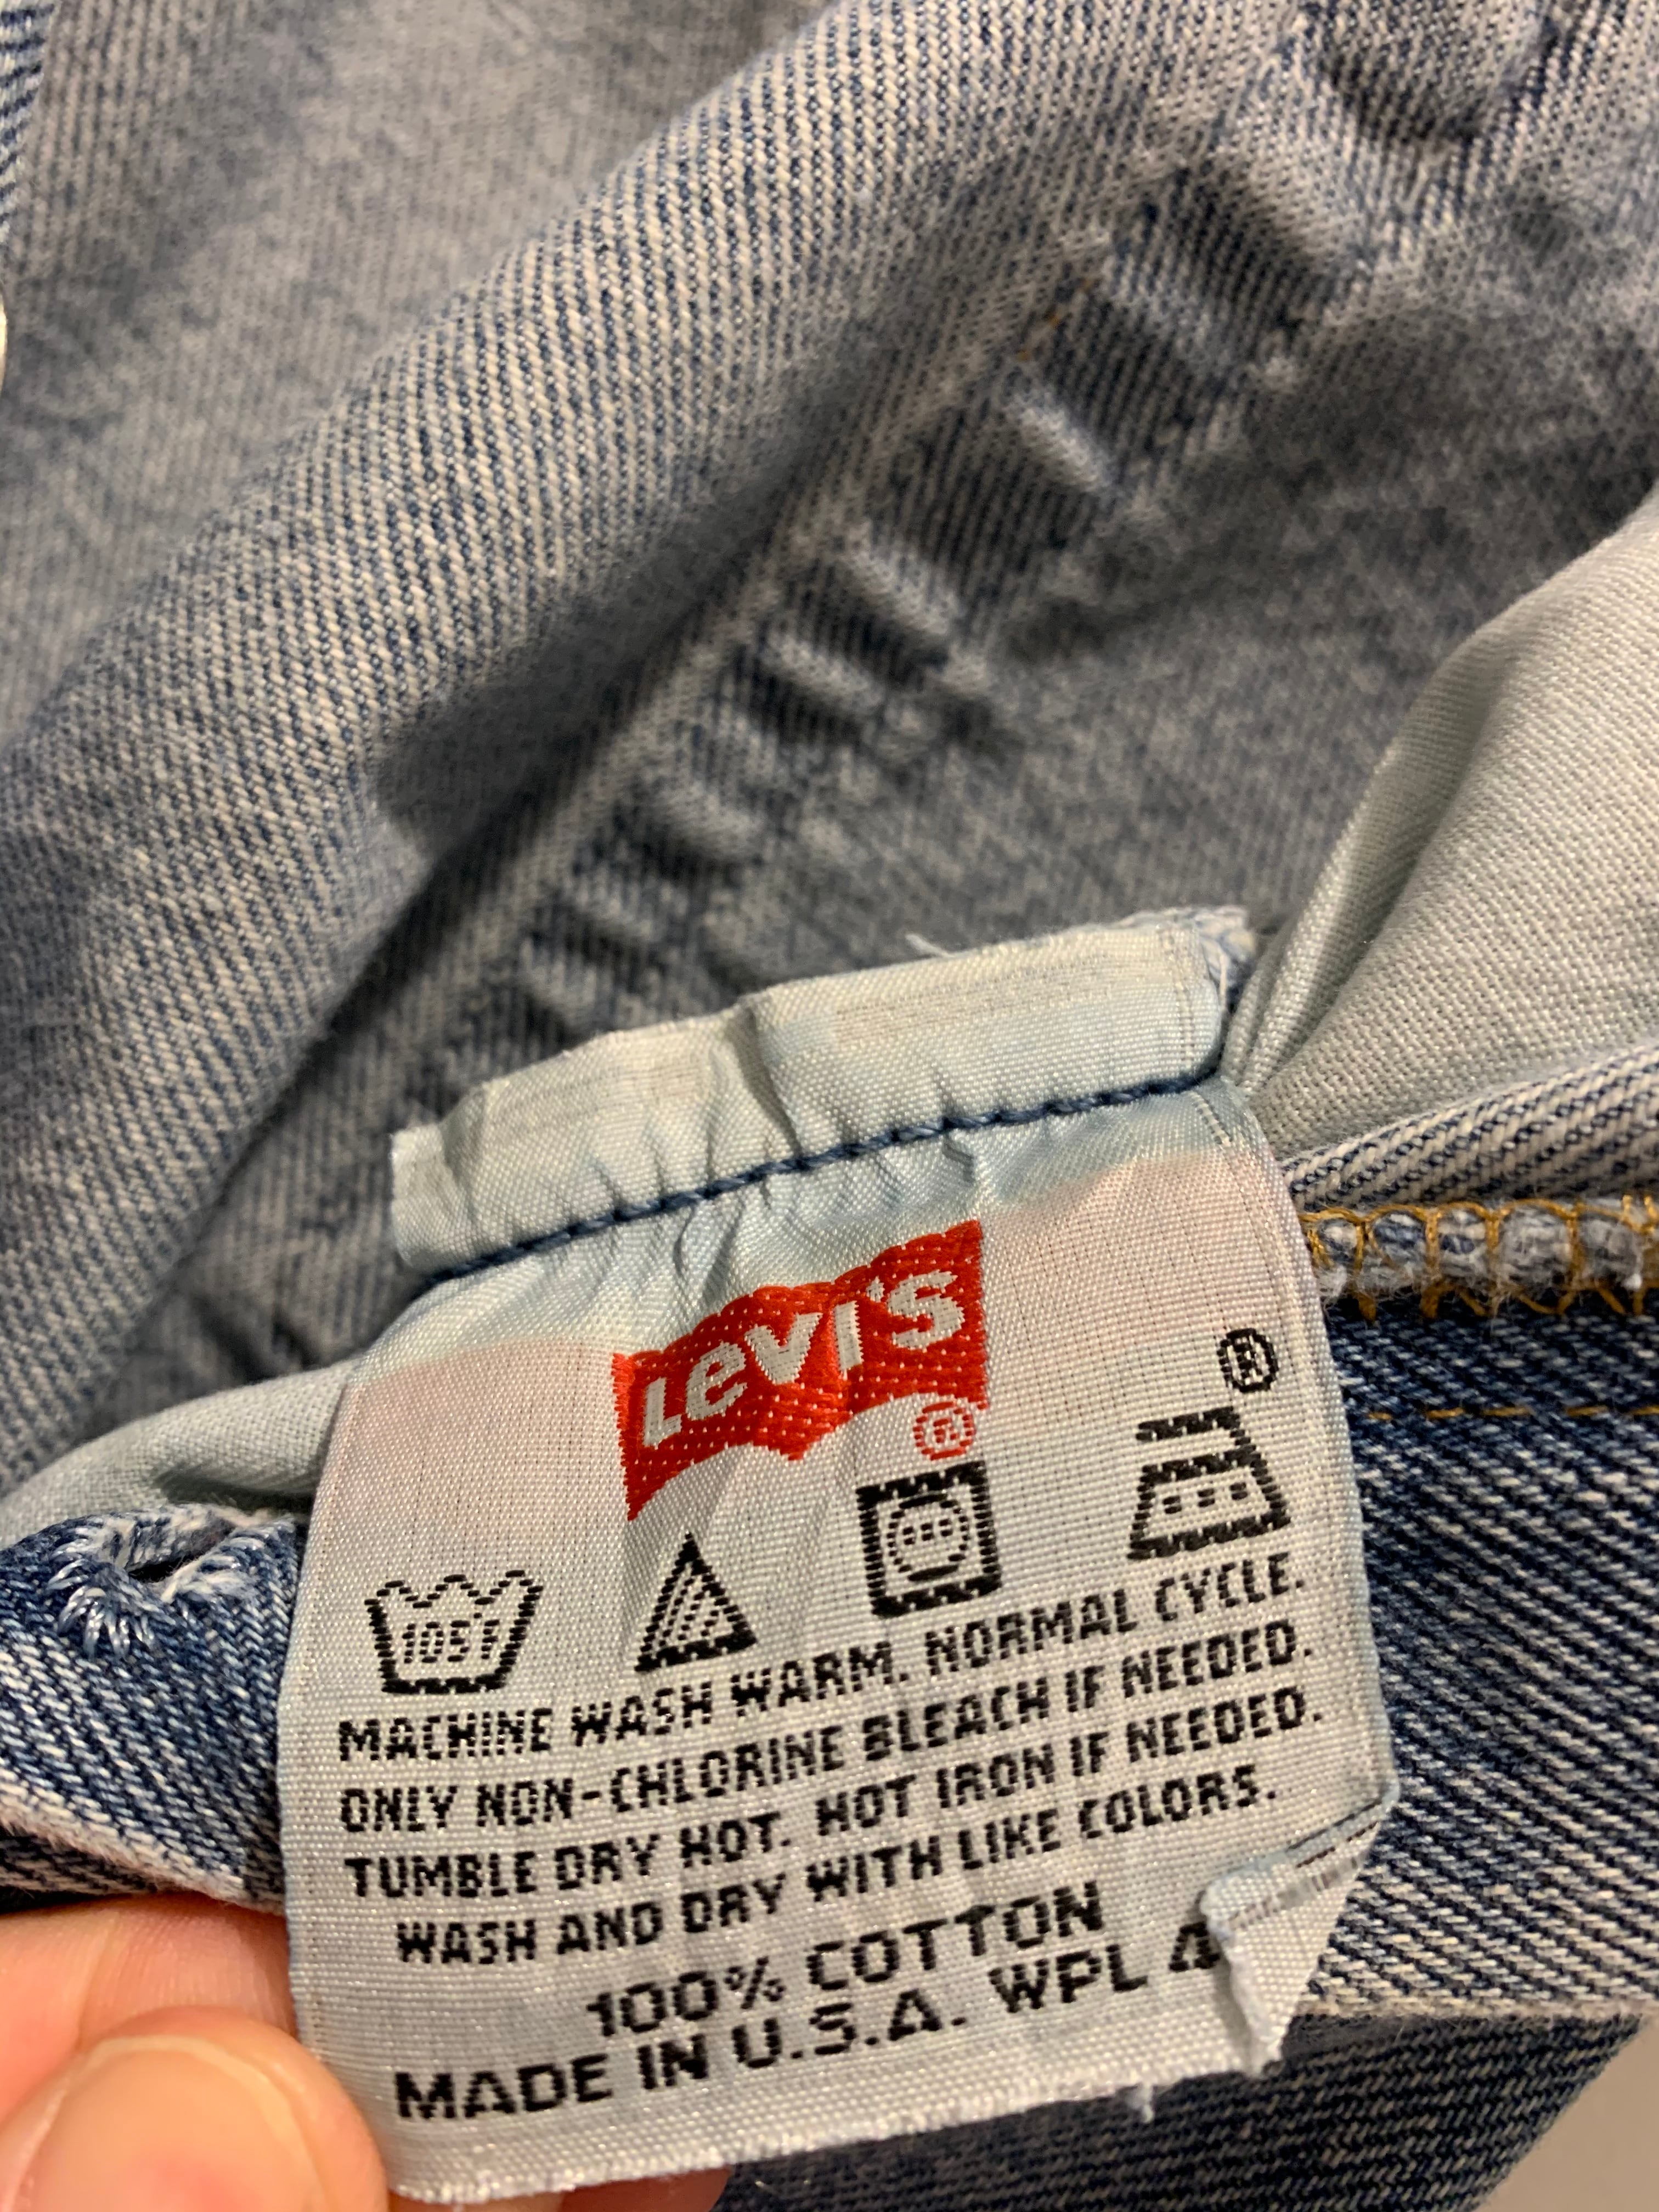 LEVI'S
®
®
105°F
MACHINE WASH WARM. NORMAL CYCLE.
ONLY NON-CHLORINE BLEACH IF NEEDED.
TUMBLE DRY HOT. HOT IRON IF NEEDED.
WASH AND DRY WITH LIKE COLORS.
100% COTTON
MADE IN U.S.A. WPL